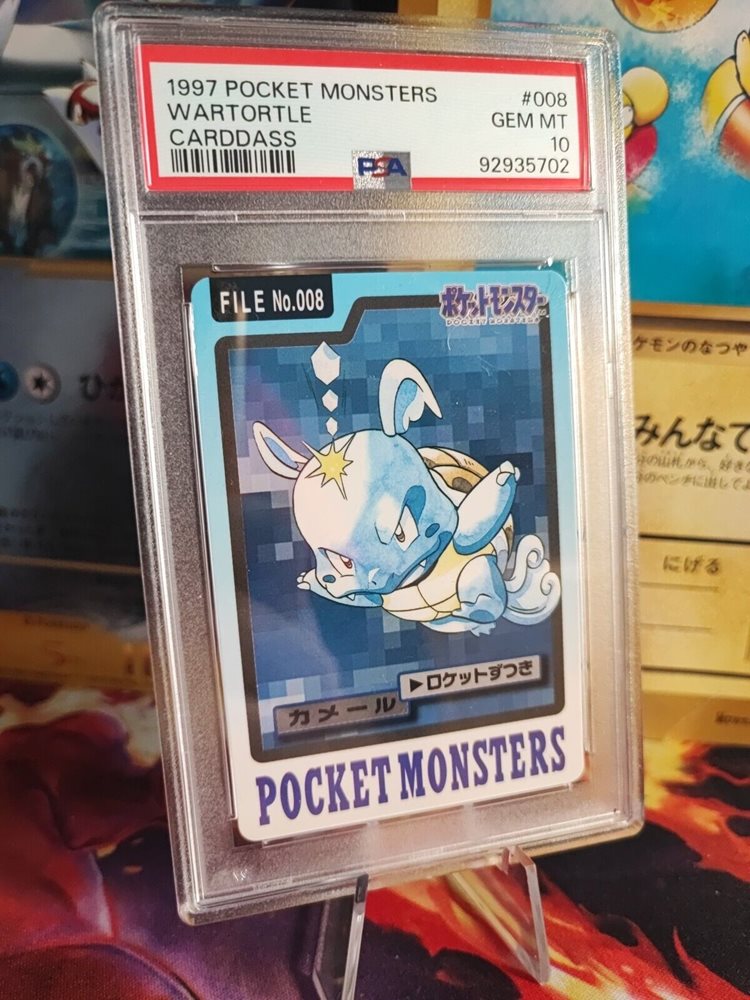 1997 POCKET MONSTERS #008
WARTORTLE GEM MT
CARDDASS 10
PSA 92935702
FILE No.008
ポケットモンスター
POCKET MONSTERS
▶ロケットずつき
カメール
POCKET MONSTERS
ケモンのなつや
みんなで
にげる